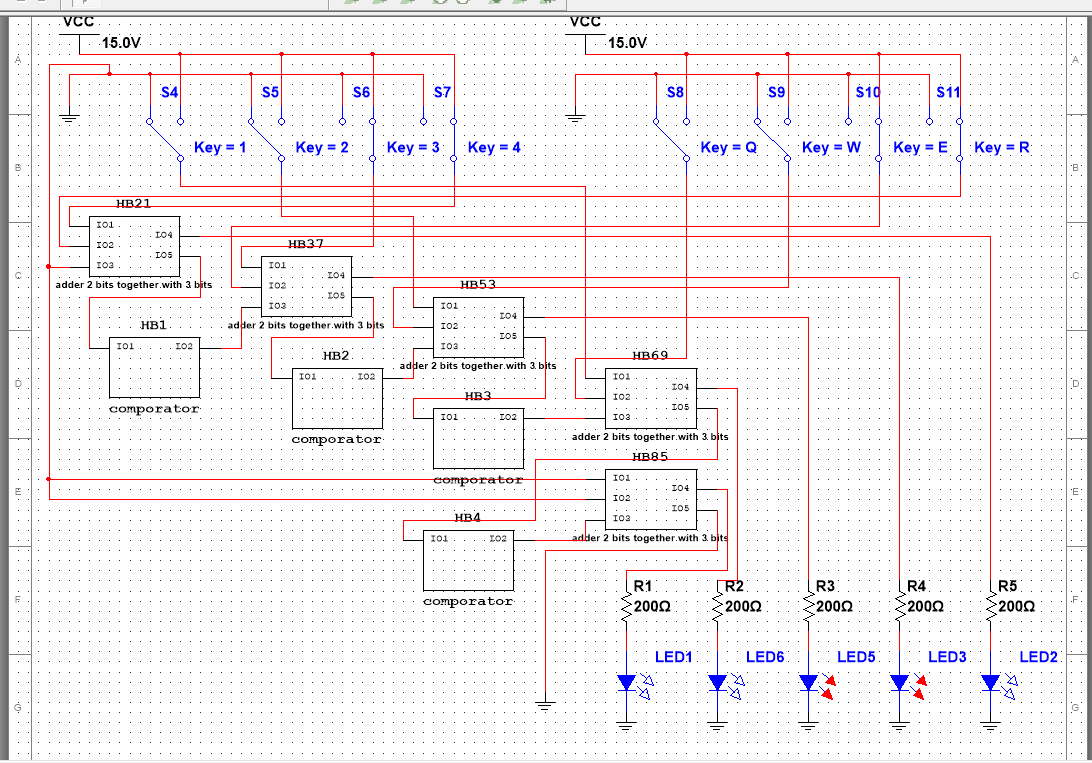 VCC VCC
15.0V 15.0V
A A
S4 S5 S6 S7 S8 S9 S10 S11
Key = 1 Key = 2 Key = 3 Key = 4 Key = Q Key = W Key = E Key = R
B B
HB21
IO1
IO2
IO3
IO4
IO5
adder 2 bits together with 3 bits
HB37
IO1
IO2
IO3
IO4
IO5
adder 2 bits together with 3 bits
C C
HB53
IO1
IO2
IO3
IO4
IO5
adder 2 bits together with 3 bits
HB1
IO1 IO2
comporator
HB2
IO1 IO2
comporator
HB69
IO1
IO2
IO3
IO4
IO5
adder 2 bits together with 3 bits
D D
HB3
IO1 IO2
comporator
HB85
IO1
IO2
IO3
IO4
IO5
adder 2 bits together with 3 bits
E E
HB4
IO1 IO2
comporator
F F
R1 R2 R3 R4 R5
200Ω 200Ω 200Ω 200Ω 200Ω
LED1 LED6 LED5 LED3 LED2
G G